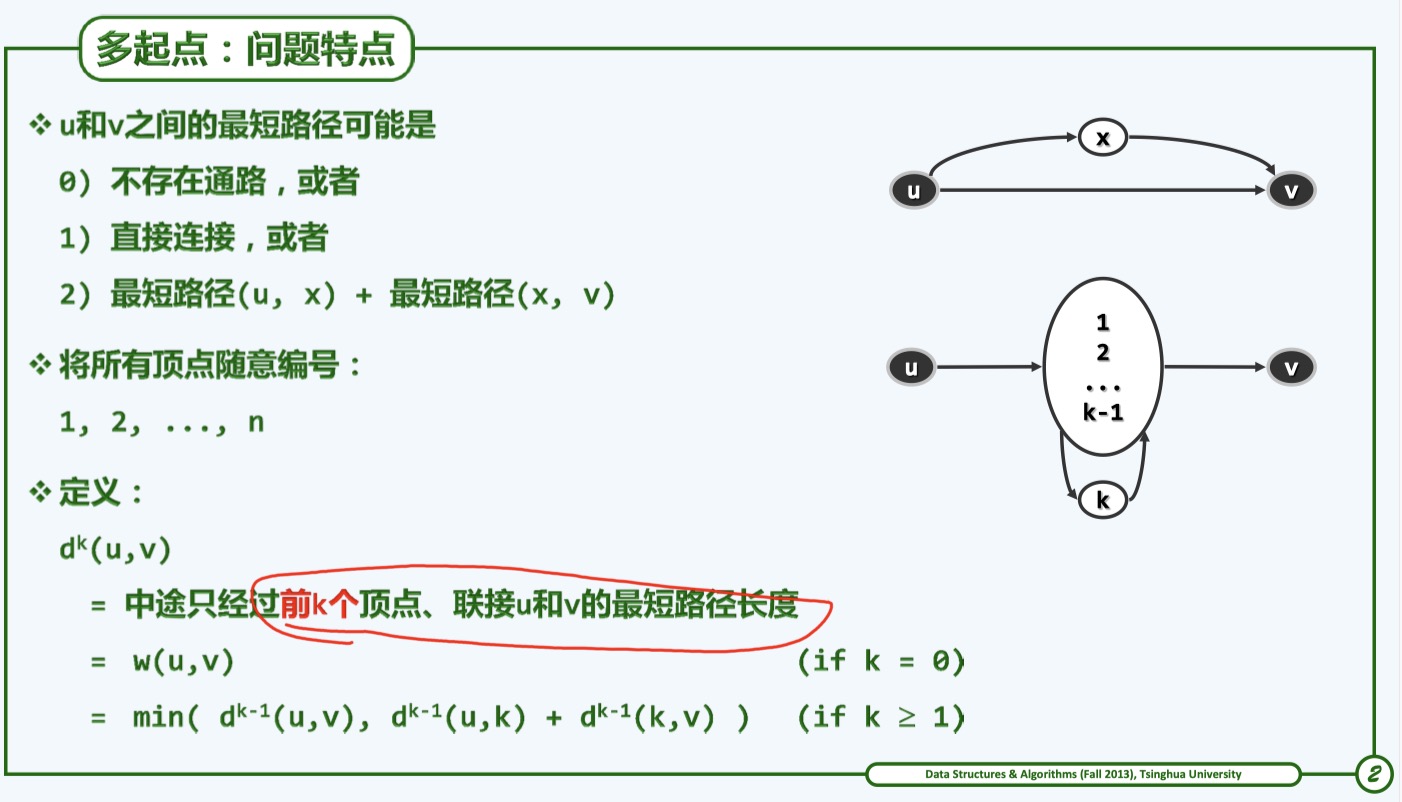 多起点：问题特点
❖ u和v之间的最短路径可能是
0) 不存在通路，或者
1) 直接连接，或者
2) 最短路径(u, x) + 最短路径(x, v)
❖ 将所有顶点随意编号：
1, 2, ..., n
❖ 定义：
dᵏ(u,v)
= 中途只经过前k个顶点、联接u和v的最短路径长度
= w(u,v) (if k = 0)
= min( dᵏ⁻¹(u,v), dᵏ⁻¹(u,k) + dᵏ⁻¹(k,v) ) (if k ≥ 1)
x
u
v
1
2
...
k-1
u
v
k
Data Structures & Algorithms (Fall 2013), Tsinghua University
2